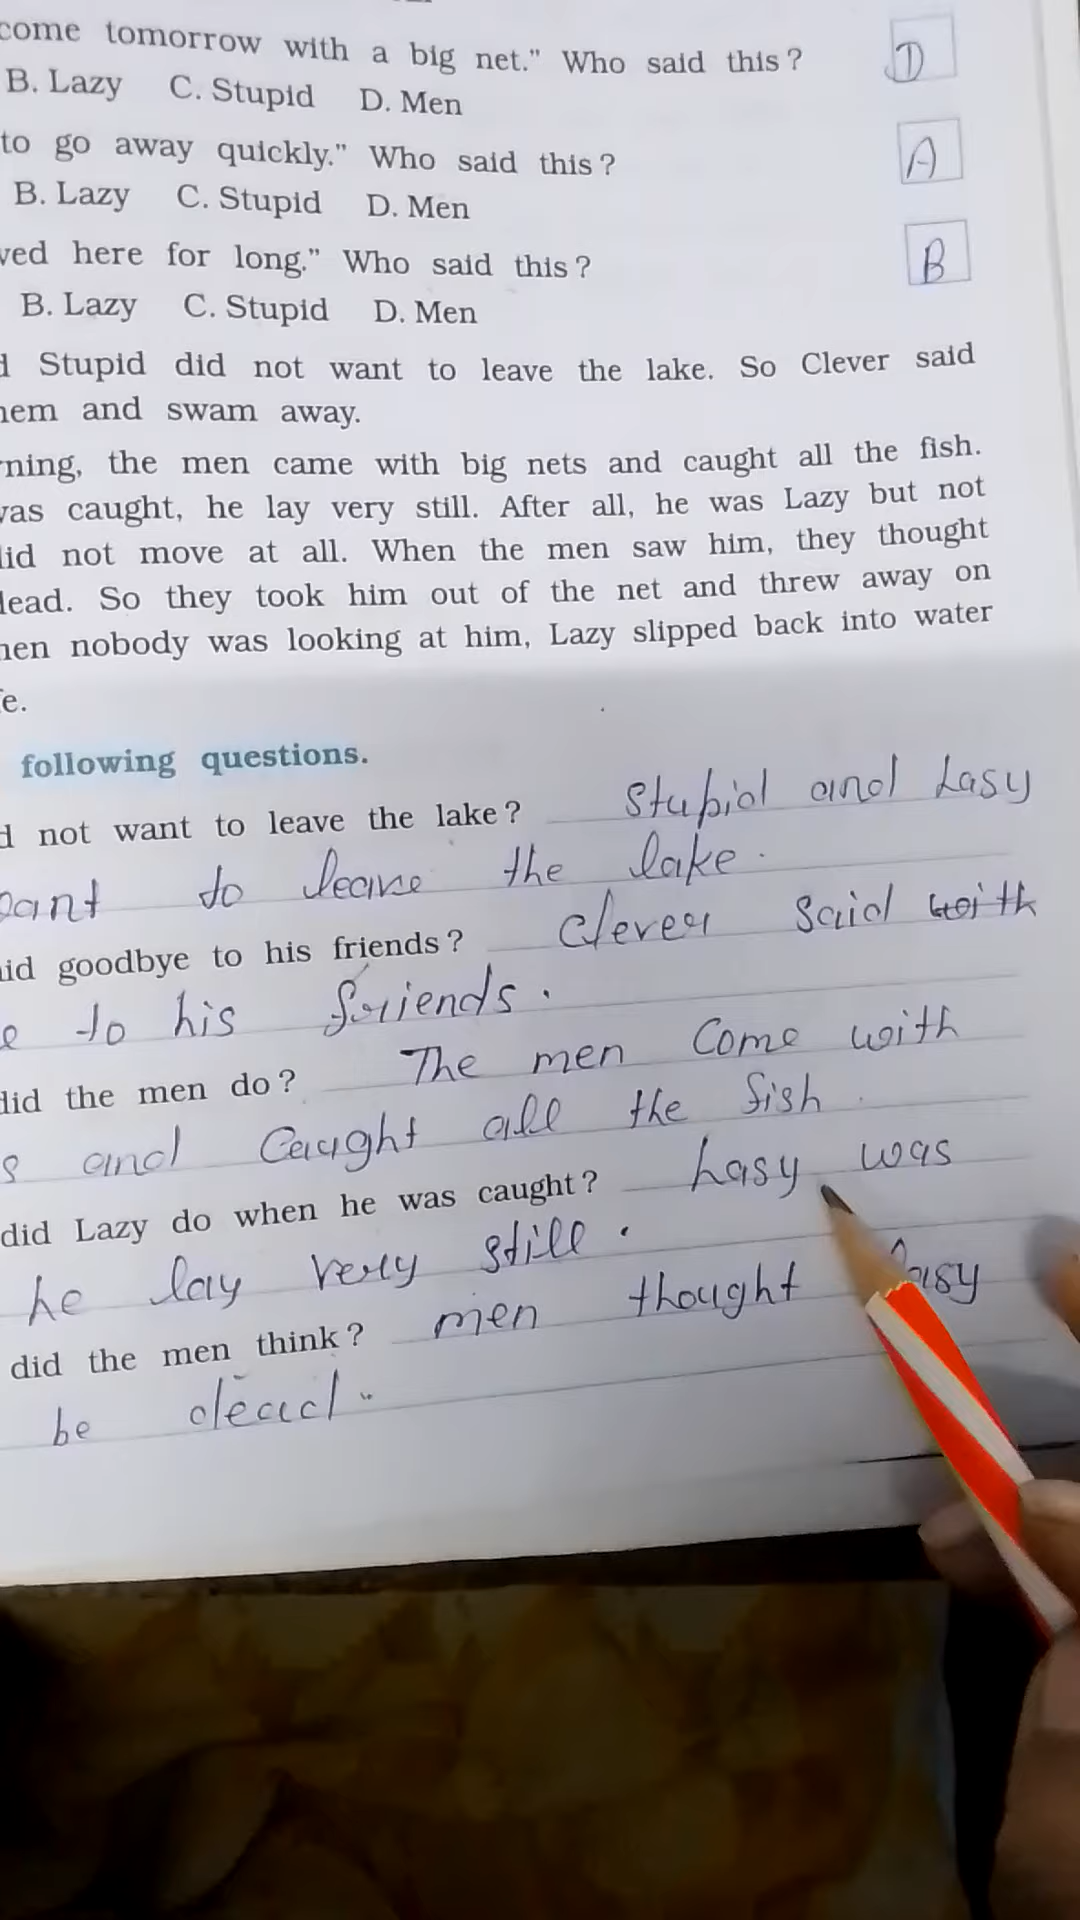 come tomorrow with a big net." Who said this? D
B. Lazy C. Stupid D. Men
to go away quickly." Who said this? A
B. Lazy C. Stupid D. Men
ved here for long." Who said this? B
B. Lazy C. Stupid D. Men
d Stupid did not want to leave the lake. So Clever said
hem and swam away.
rning, the men came with big nets and caught all the fish.
was caught, he lay very still. After all, he was Lazy but not
did not move at all. When the men saw him, they thought
dead. So they took him out of the net and threw away on
hen nobody was looking at him, Lazy slipped back into water
fe.
following questions.
d not want to leave the lake? Stupid and Lasy
want to leave the lake.
aid goodbye to his friends? Clever said with
e to his friends.
did the men do? The men Come with
s and Caught all the fish.
did Lazy do when he was caught? Lasy was
he lay very still.
did the men think? men thought Lasy
be dead.